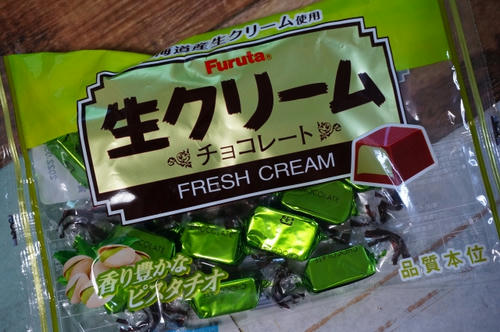 海道産生クリーム使用
Furuta®
生クリーム
チョコレート
FRESH CREAM
香り豊かな
ピスタチオ
品質本位
CHOCOLATE